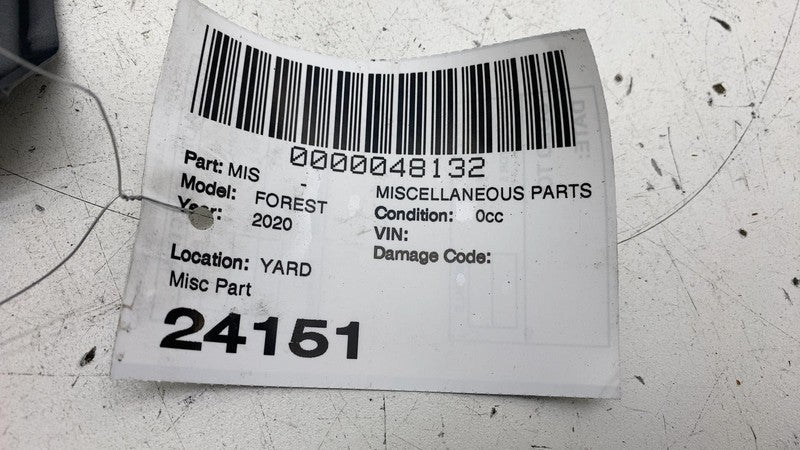 0000048132
Part: MIS - MISCELLANEOUS PARTS
Model: FOREST Condition: 0cc
Year: 2020 VIN:
Damage Code:
Location: YARD
Misc Part
24151